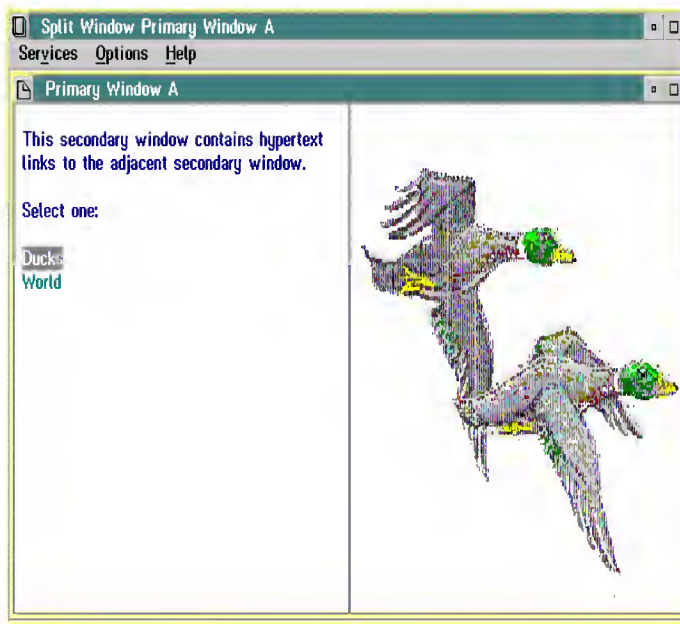 Split Window Primary Window A
Services Options Help
Primary Window A
This secondary window contains hypertext
links to the adjacent secondary window.
Select one:
Ducks
World